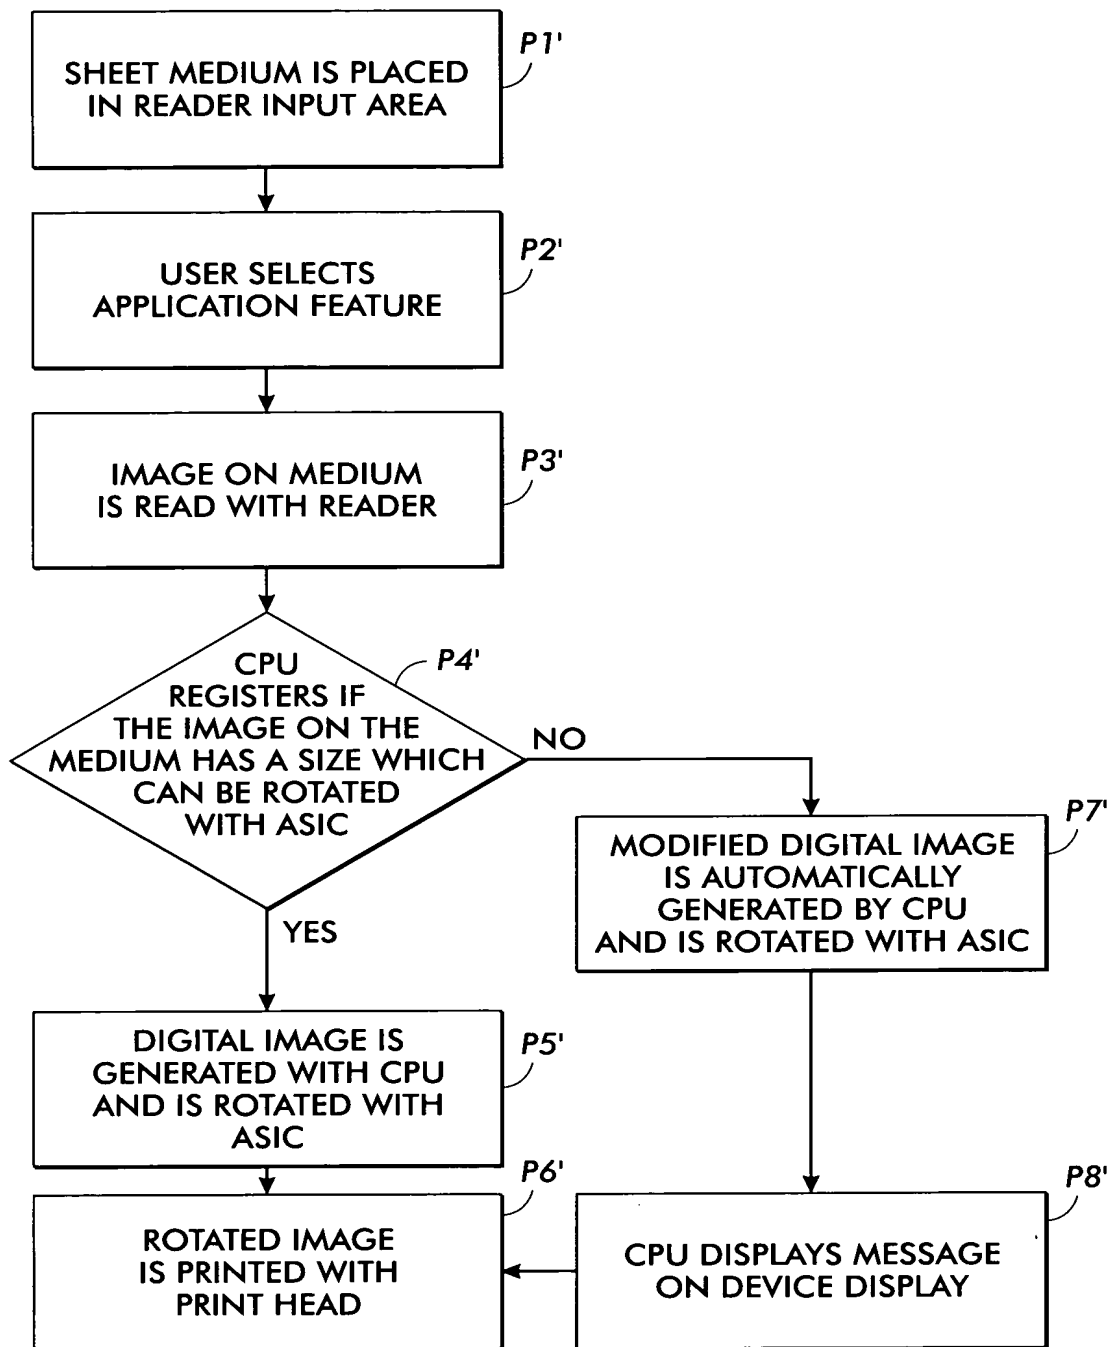 P1'
SHEET MEDIUM IS PLACED
IN READER INPUT AREA
P2'
USER SELECTS
APPLICATION FEATURE
P3'
IMAGE ON MEDIUM
IS READ WITH READER
P4'
CPU
REGISTERS IF
THE IMAGE ON THE
MEDIUM HAS A SIZE WHICH
CAN BE ROTATED
WITH ASIC
NO
YES
P7'
MODIFIED DIGITAL IMAGE
IS AUTOMATICALLY
GENERATED BY CPU
AND IS ROTATED WITH ASIC
P5'
DIGITAL IMAGE IS
GENERATED WITH CPU
AND IS ROTATED WITH
ASIC
P6'
ROTATED IMAGE
IS PRINTED WITH
PRINT HEAD
P8'
CPU DISPLAYS MESSAGE
ON DEVICE DISPLAY